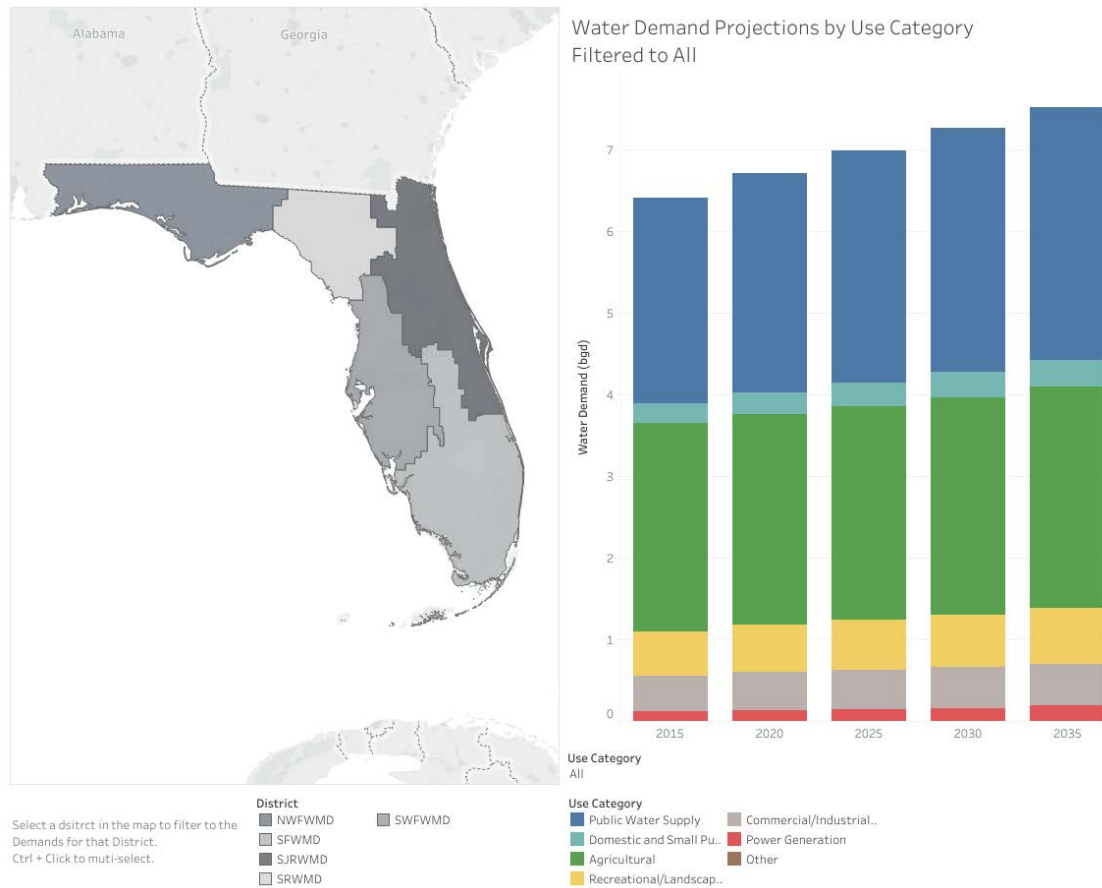 Alabama
Georgia
Water Demand Projections by Use Category
Filtered to All
Water Demand (bgd)
7
6
5
4
3
2
1
0
2015
2020
2025
2030
2035
Use Category
All
Select a dsitrct in the map to filter to the
Demands for that District.
Ctrl + Click to muti-select.
District
NWFWMD
SFWMD
SJRWMD
SRWMD
SWFWMD
Use Category
Public Water Supply
Domestic and Small Pu..
Agricultural
Recreational/Landscap..
Commercial/Industrial..
Power Generation
Other